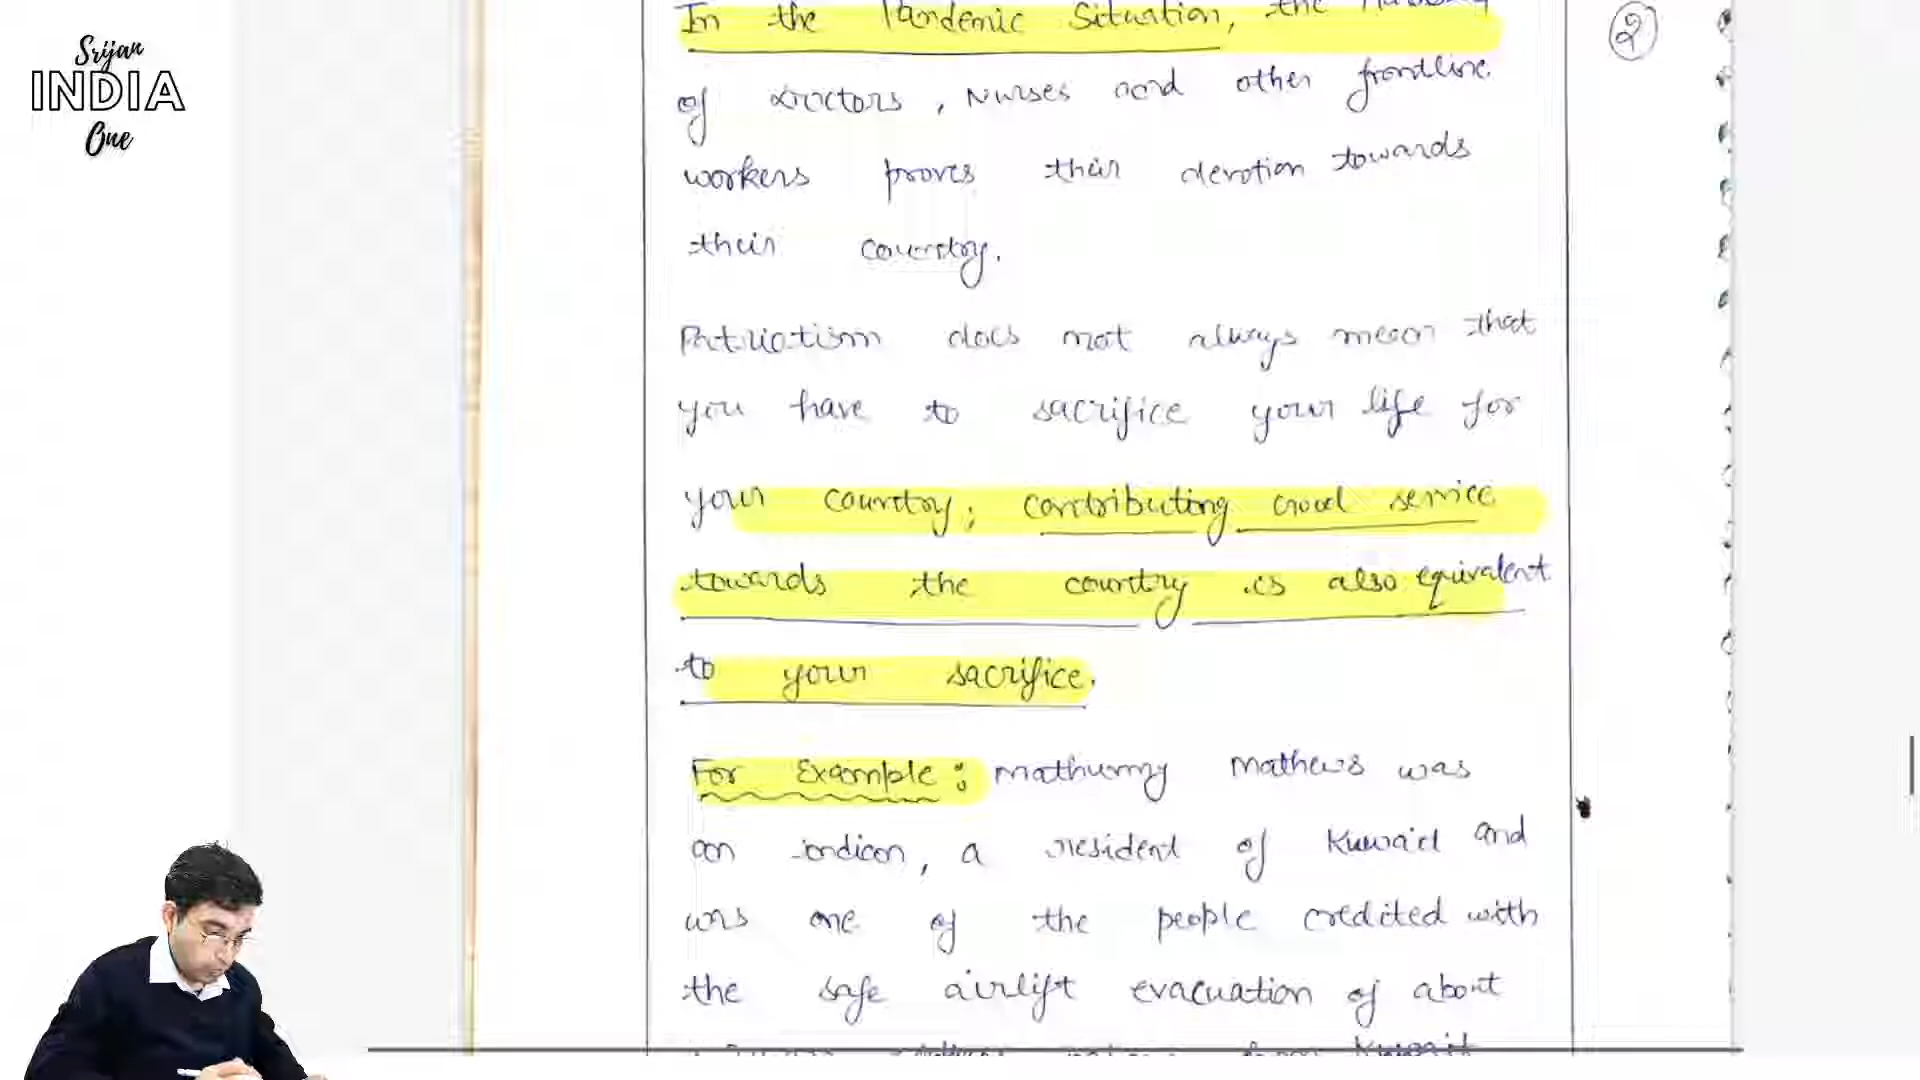 Srijan
INDIA
One
2
In the Pandemic Situation, the
of doctors, Nurses and other frontline
workers proves their devotion towards
their country.
Patriotism does not always mean that
you have to sacrifice your life for
your country; contributing good service
towards the country is also equivalent
to your sacrifice.
For Example: Mathunny Mathews was
an indian, a resident of Kuwait and
was one of the people credited with
the safe airlift evacuation of about
Kuwait